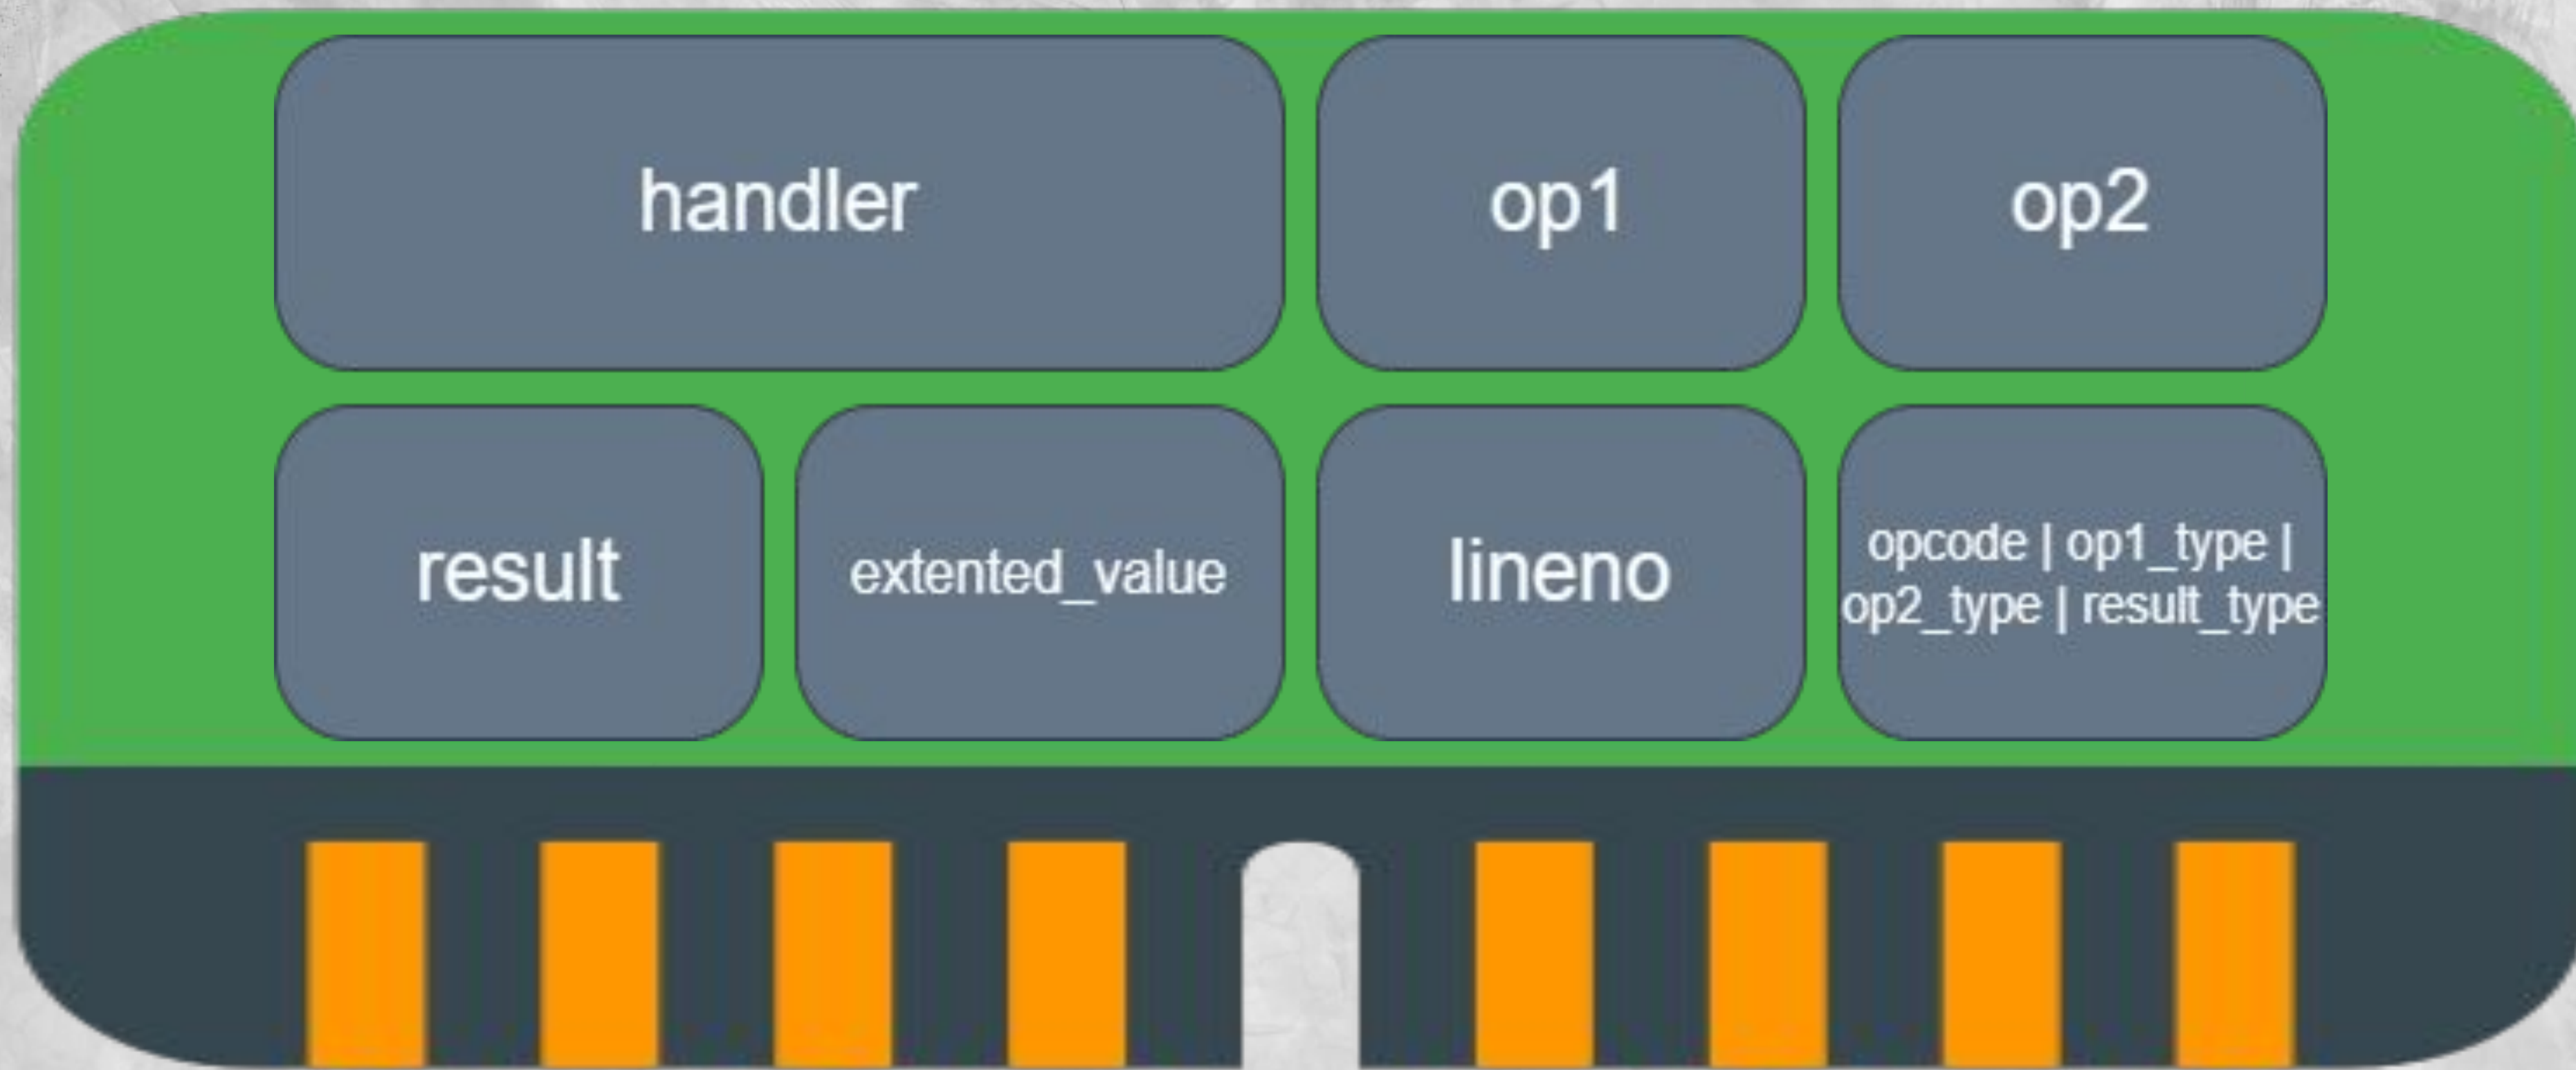 handler
op1
op2
result
extented_value
lineno
opcode | op1_type |
op2_type | result_type